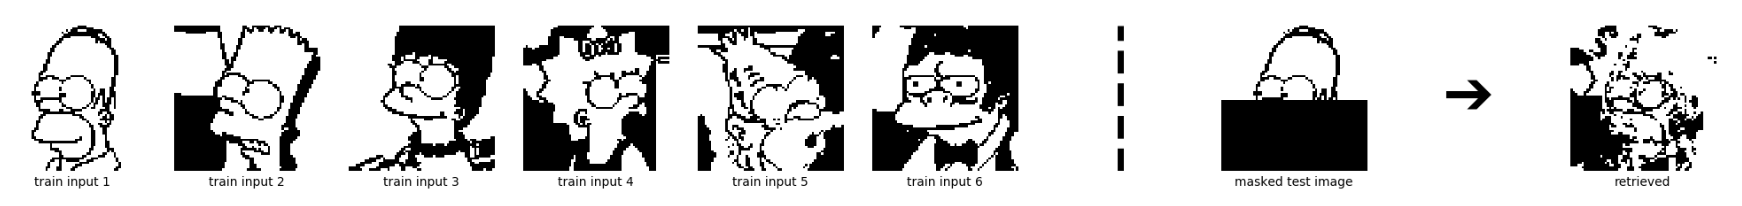 train input 1
train input 2
train input 3
train input 4
train input 5
train input 6
masked test image
retrieved